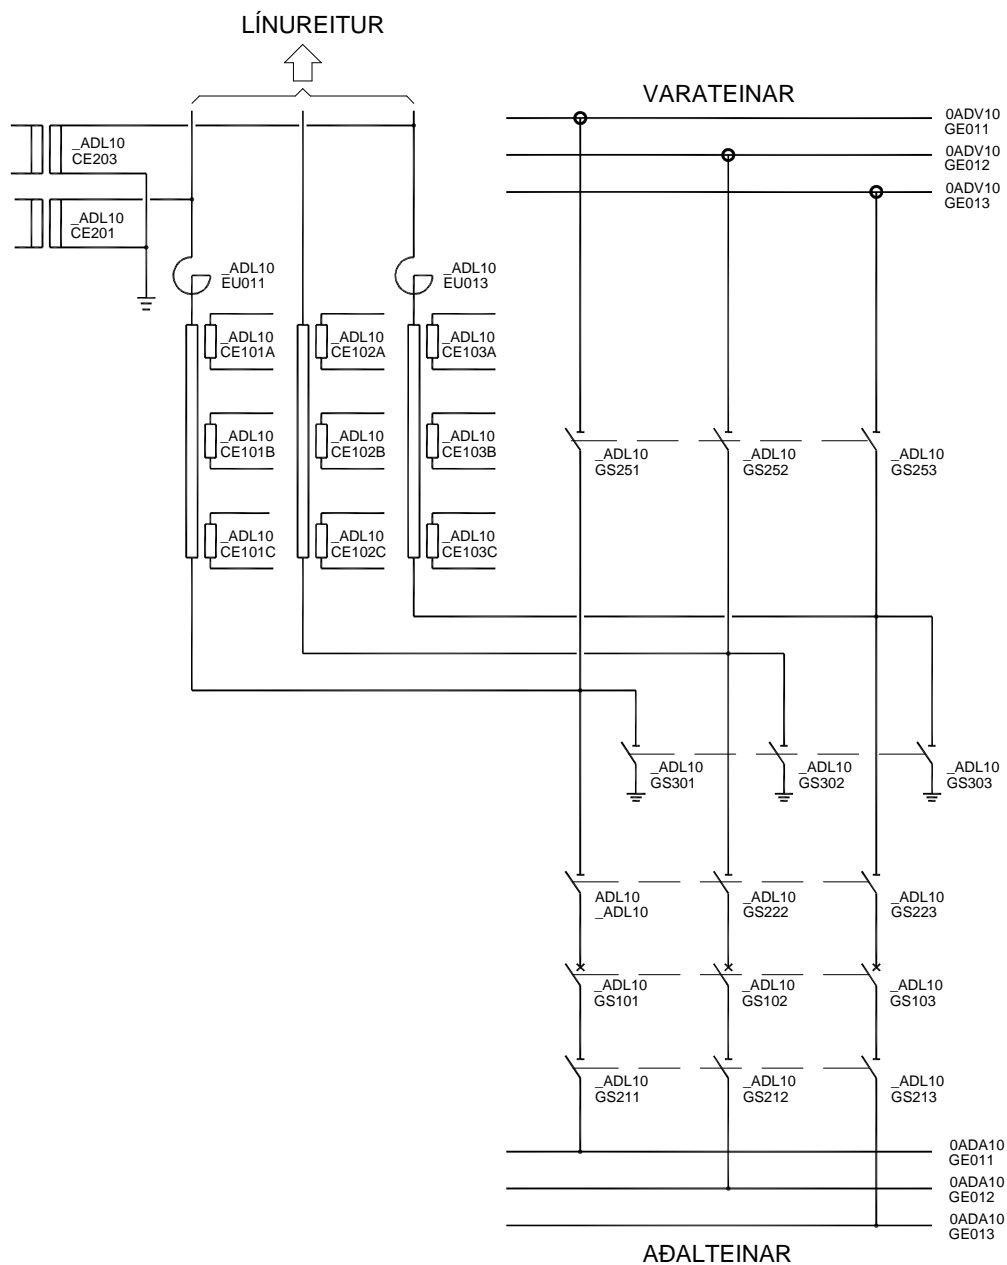 LÍNUREITUR
VARATEINAR
0ADV10
GE011
0ADV10
GE012
0ADV10
GE013
_ADL10
CE203
_ADL10
CE201
_ADL10
EU011
_ADL10
EU013
_ADL10
CE101A
_ADL10
CE102A
_ADL10
CE103A
_ADL10
CE101B
_ADL10
CE102B
_ADL10
CE103B
_ADL10
CE101C
_ADL10
CE102C
_ADL10
CE103C
_ADL10
GS251
_ADL10
GS252
_ADL10
GS253
_ADL10
GS301
_ADL10
GS302
_ADL10
GS303
ADL10
_ADL10
_ADL10
GS222
_ADL10
GS223
_ADL10
GS101
_ADL10
GS102
_ADL10
GS103
_ADL10
GS211
_ADL10
GS212
_ADL10
GS213
0ADA10
GE011
0ADA10
GE012
0ADA10
GE013
AÐALTEINAR